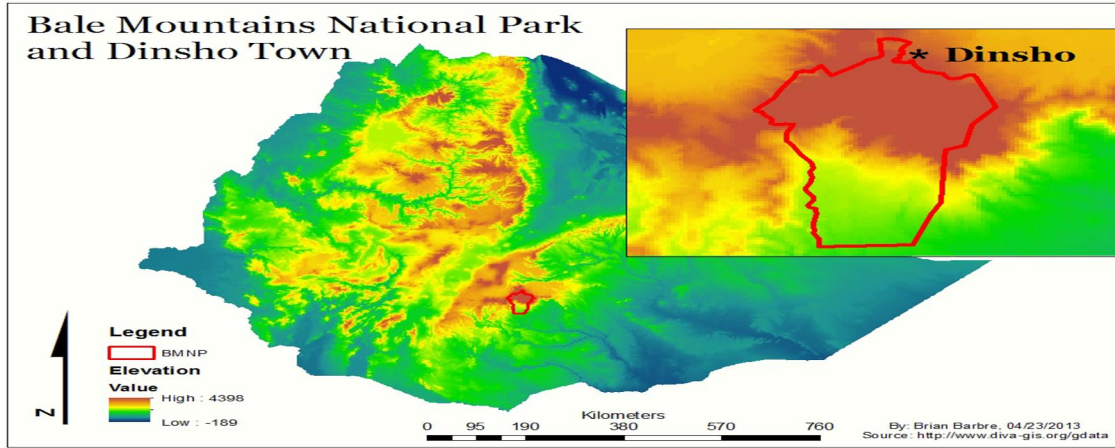 Bale Mountains National Park
and Dinsho Town
* Dinsho
Legend
BMNP
Elevation
Value
High : 4398
Low : -189
N
Kilometers
0 95 190 380 570 760
By: Brian Barbre, 04/23/2013
Source: http://www.diva-gis.org/gdata